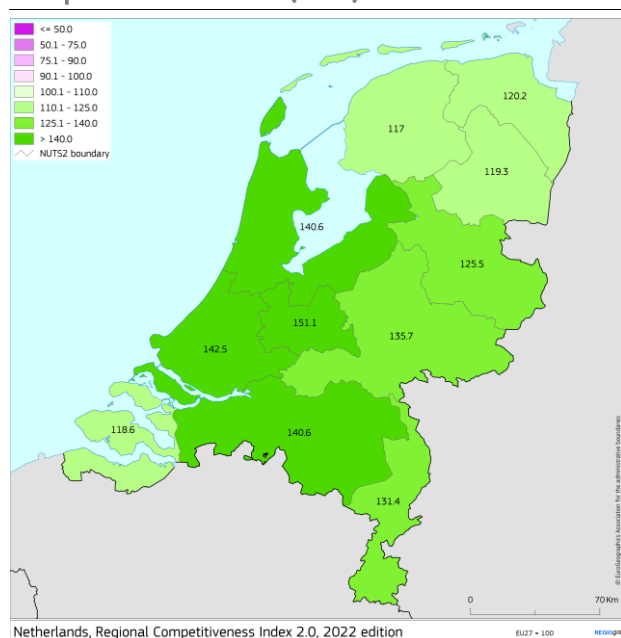 <= 50.0
50.1 - 75.0
75.1 - 90.0
90.1 - 100.0
100.1 - 110.0
110.1 - 125.0
125.1 - 140.0
> 140.0
NUTS2 boundary
120.2
117
119.3
140.6
125.5
151.1
135.7
142.5
118.6
140.6
131.4
© EuroGeographics Association for the administrative boundaries
0 70 Km
Netherlands, Regional Competitiveness Index 2.0, 2022 edition
EU27 = 100